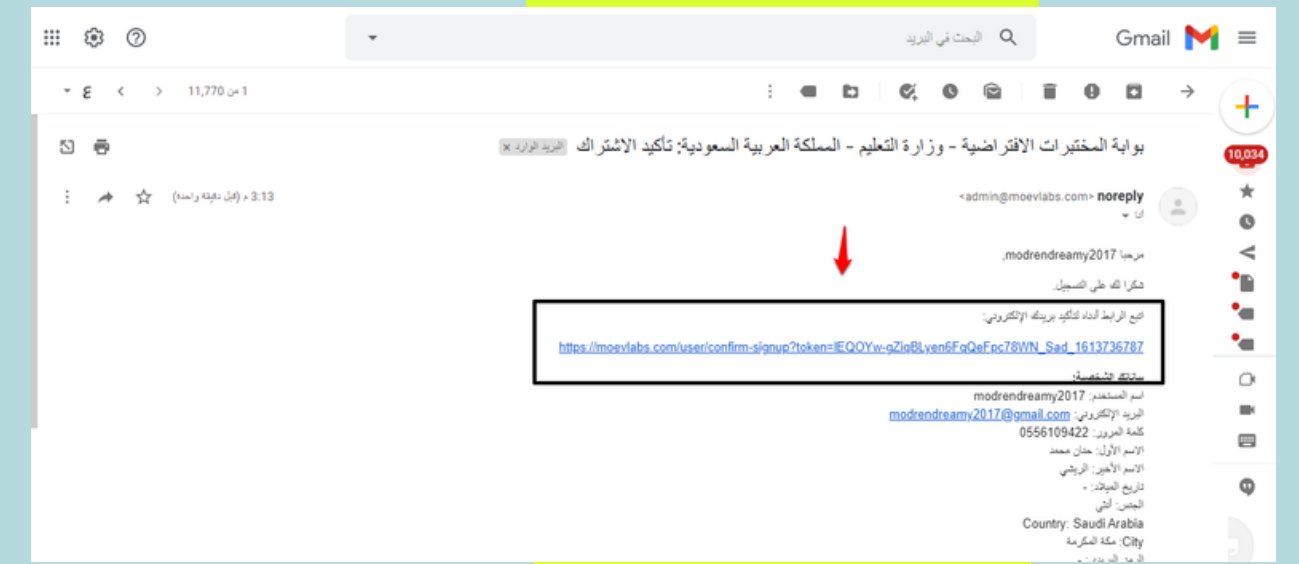 Gmail
البحث في البريد
1 من 11,770
ع
بوابة المختبرات الافتراضية - وزارة التعليم - المملكة العربية السعودية: تأكيد الاشتراك
البريد الوارد x
10,034
noreply <admin@moevlabs.com>
أنا
3:13 م (قبل دقيقة واحدة)
مرحبا modrendreamy2017,
شكرا لك على التسجيل.
اتبع الرابط أدناه لتأكيد بريدك الإلكتروني:
https://moevlabs.com/user/confirm-signup?token=lEQOYw-gZiqBLyen6FqQeFpc78WN_Sad_1613736787
بياناتك الشخصية:
اسم المستخدم: modrendreamy2017
البريد الإلكتروني: modrendreamy2017@gmail.com
كلمة المرور: 0556109422
الاسم الأول: حنان محمد
الاسم الأخير: الريشي
تاريخ الميلاد: -
الجنس: أنثى
Country: Saudi Arabia
City: مكة المكرمة
الرمز البريدي: -